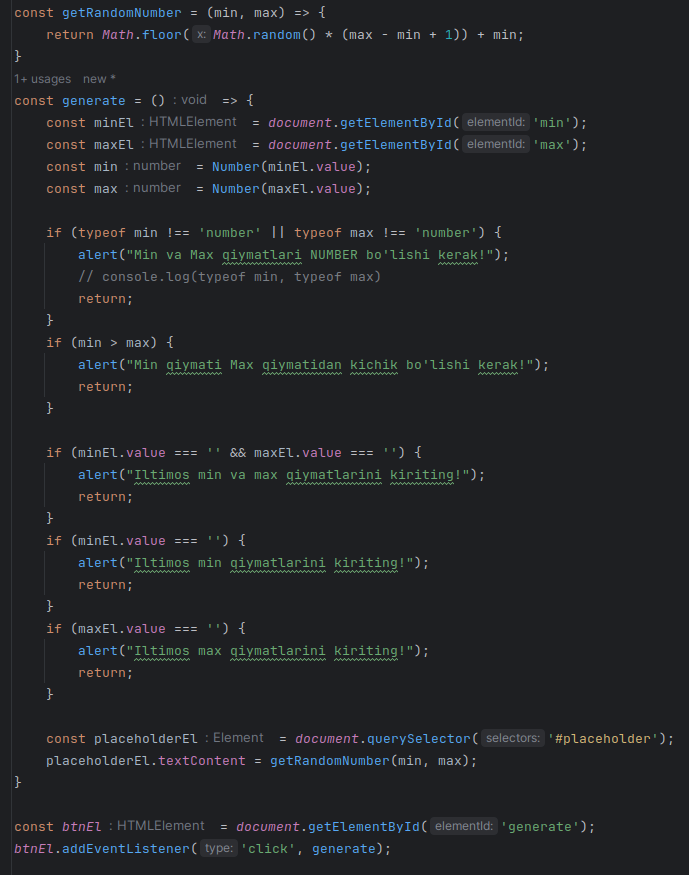 const getRandomNumber = (min, max) => {
    return Math.floor( x: Math.random() * (max - min + 1)) + min;
}
1+ usages   new *
const generate = () : void  => {
    const minEl : HTMLElement  = document.getElementById( elementId: 'min');
    const maxEl : HTMLElement  = document.getElementById( elementId: 'max');
    const min : number  = Number(minEl.value);
    const max : number  = Number(maxEl.value);

    if (typeof min !== 'number' || typeof max !== 'number') {
        alert("Min va Max qiymatlari NUMBER bo'lishi kerak!");
        // console.log(typeof min, typeof max)
        return;
    }
    if (min > max) {
        alert("Min qiymati Max qiymatidan kichik bo'lishi kerak!");
        return;
    }

    if (minEl.value === '' && maxEl.value === '') {
        alert("Iltimos min va max qiymatlarini kiriting!");
        return;
    }
    if (minEl.value === '') {
        alert("Iltimos min qiymatlarini kiriting!");
        return;
    }
    if (maxEl.value === '') {
        alert("Iltimos max qiymatlarini kiriting!");
        return;
    }

    const placeholderEl : Element  = document.querySelector( selectors: '#placeholder');
    placeholderEl.textContent = getRandomNumber(min, max);
}

const btnEl : HTMLElement  = document.getElementById( elementId: 'generate');
btnEl.addEventListener( type: 'click', generate);